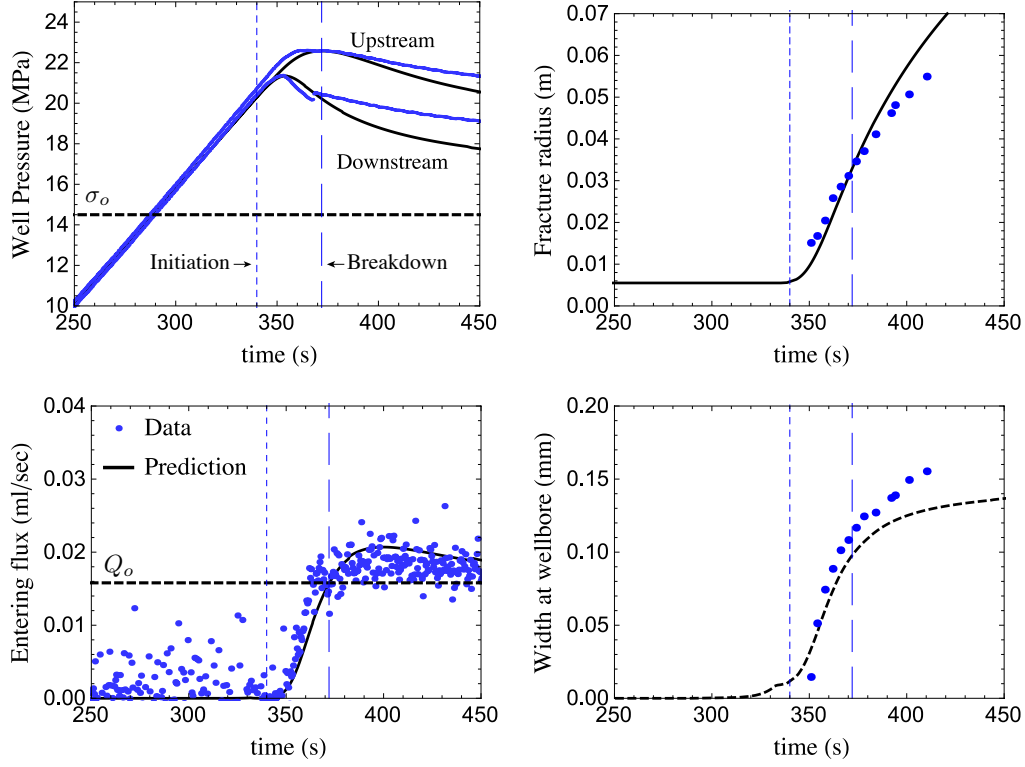 24
22
20
18
16
14
12
10
Well Pressure (MPa)
Upstream
Downstream
σo
Initiation
Breakdown
250 300 350 400 450
time (s)
0.07
0.06
0.05
0.04
0.03
0.02
0.01
0.00
Fracture radius (m)
250 300 350 400 450
time (s)
0.04
0.03
0.02
0.01
0.00
Entering flux (ml/sec)
Data
Prediction
Qo
250 300 350 400 450
time (s)
0.20
0.15
0.10
0.05
0.00
Width at wellbore (mm)
250 300 350 400 450
time (s)